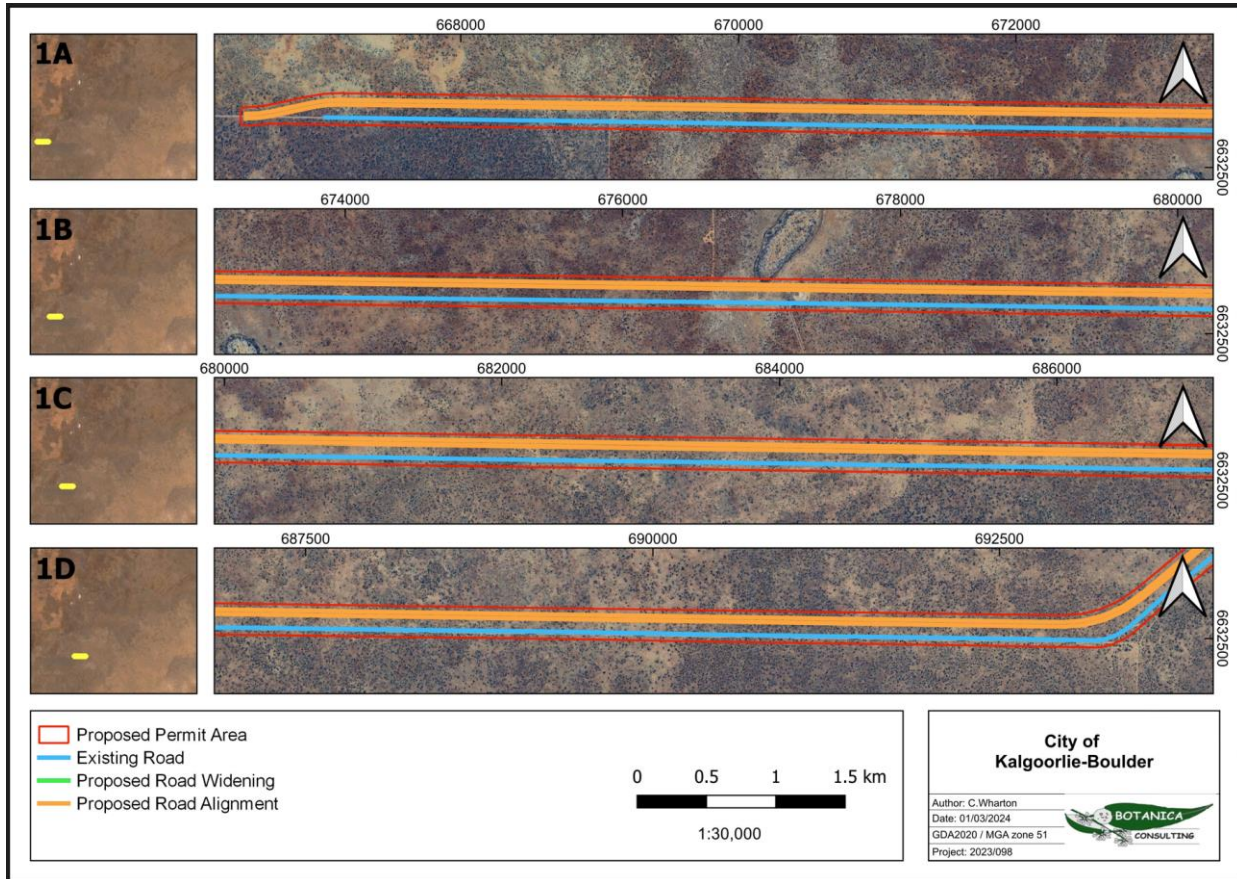 668000 670000 672000
1A
6632500
674000 676000 678000 680000
1B
6632500
680000 682000 684000 686000
1C
6632500
687500 690000 692500
1D
6632500
Proposed Permit Area
Existing Road
Proposed Road Widening
Proposed Road Alignment
0 0.5 1 1.5 km
1:30,000
City of
Kalgoorlie-Boulder
Author: C.Wharton
Date: 01/03/2024
GDA2020 / MGA zone 51
Project: 2023/098
BOTANICA
CONSULTING